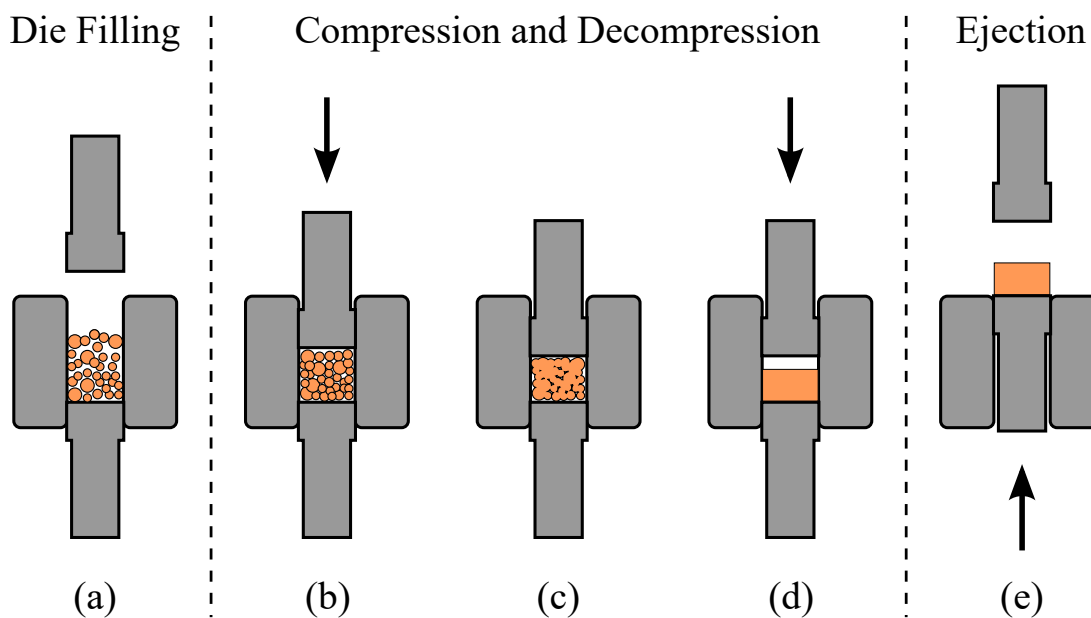 Die Filling
Compression and Decompression
Ejection
(a)
(b)
(c)
(d)
(e)